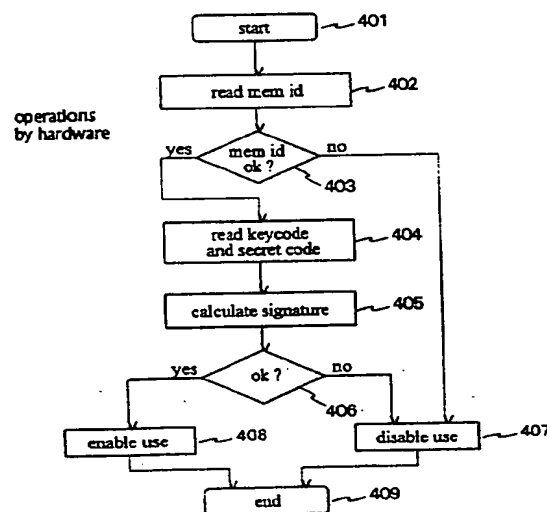 start
401
read mem id
402
operations
by hardware
yes
mem id
ok ?
no
403
read keycode
and secret code
404
calculate signature
405
yes
ok ?
no
406
enable use
408
disable use
407
end
409